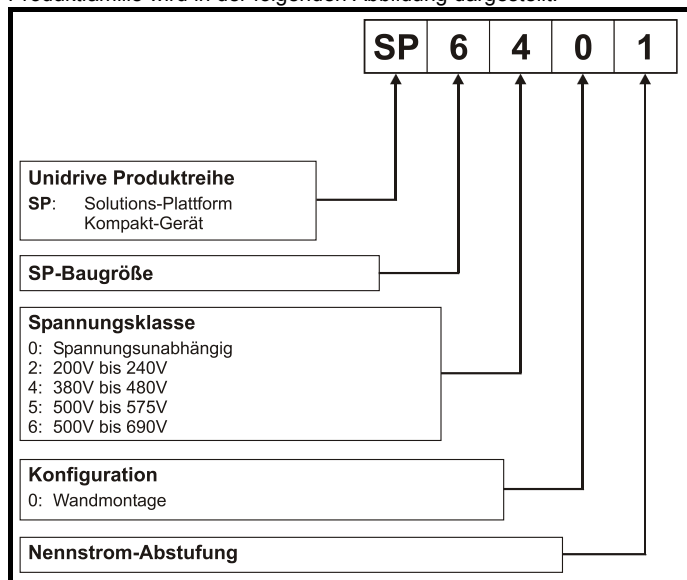 Produktfamilie wird in der folgenden Abbildung dargestellt.
SP 6 4 0 1
Unidrive Produktreihe
SP: Solutions-Plattform
Kompakt-Gerät
SP-Baugröße
Spannungsklasse
0: Spannungsunabhängig
2: 200V bis 240V
4: 380V bis 480V
5: 500V bis 575V
6: 500V bis 690V
Konfiguration
0: Wandmontage
Nennstrom-Abstufung